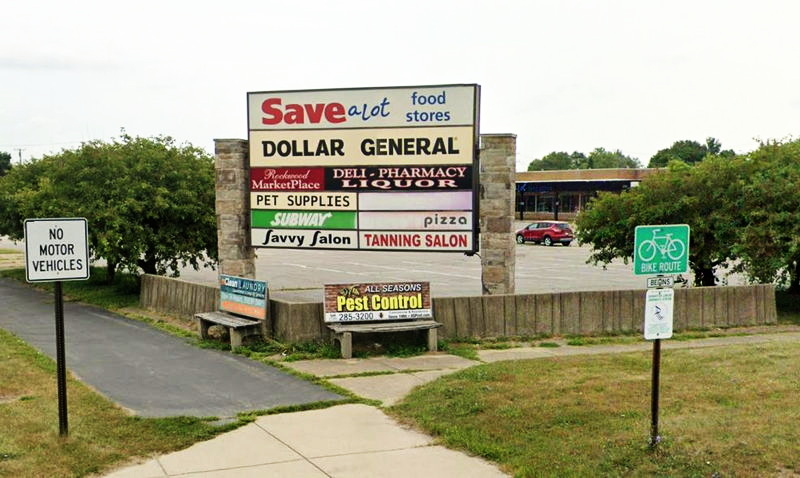 Save a lot food
stores
DOLLAR GENERAL
Rockwood
MarketPlace
DELI - PHARMACY
LIQUOR
PET SUPPLIES
SUBWAY
pizza
Savvy Salon
TANNING SALON
NO
MOTOR
VEHICLES
BIKE ROUTE
BEGINS
Clean LAUNDRY
ALL SEASONS
Pest Control
285-3200